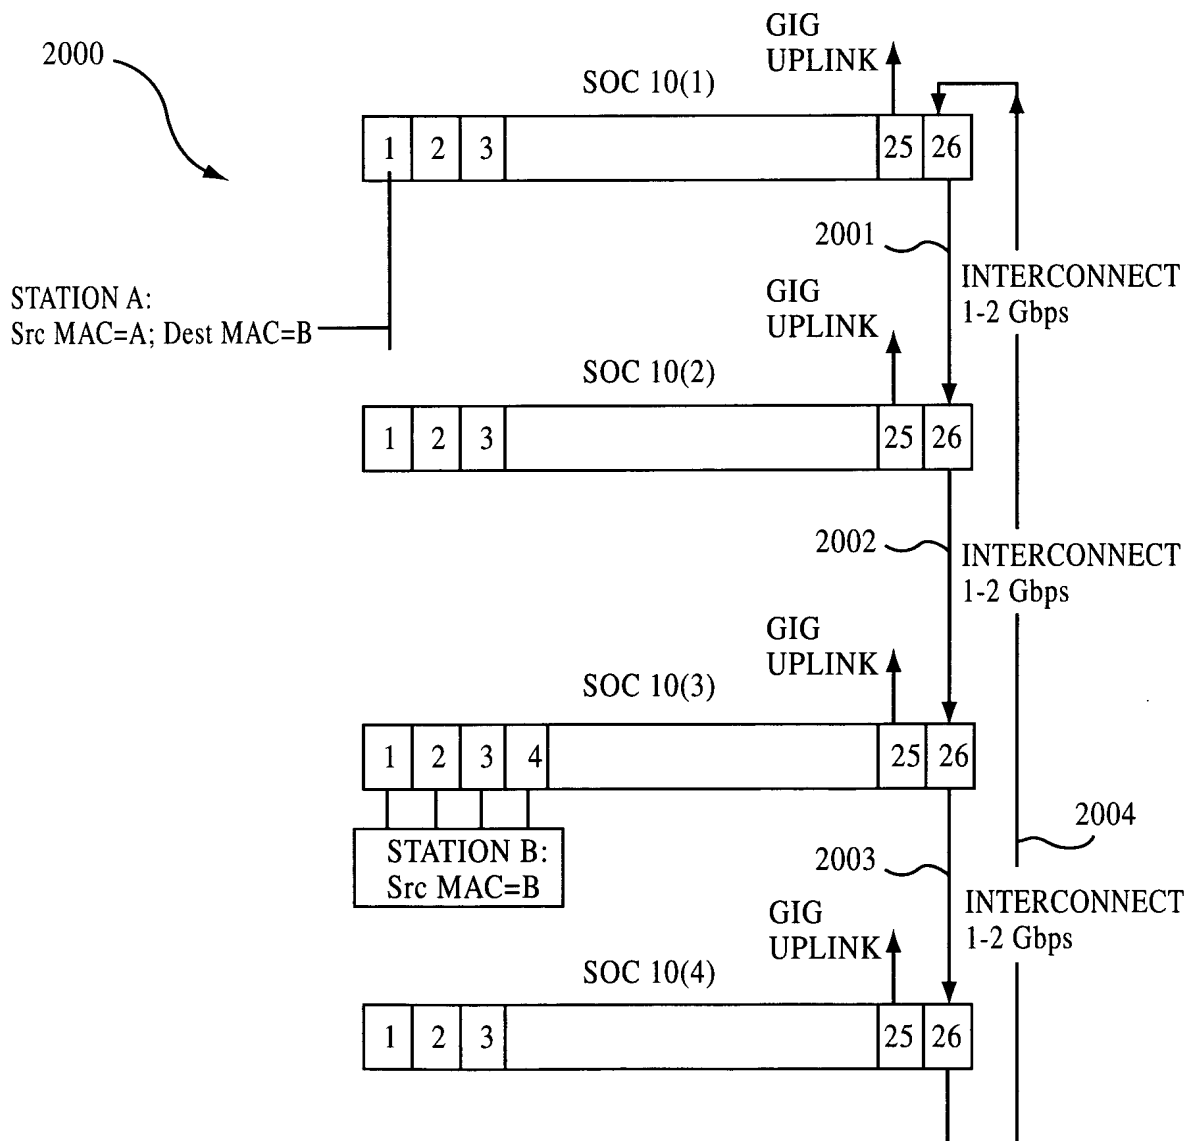 2000
GIG
UPLINK
SOC 10(1)
1 2 3 25 26
2001
INTERCONNECT
1-2 Gbps
STATION A:
Src MAC=A; Dest MAC=B
GIG
UPLINK
SOC 10(2)
1 2 3 25 26
2002
INTERCONNECT
1-2 Gbps
GIG
UPLINK
SOC 10(3)
1 2 3 4 25 26
2004
STATION B:
Src MAC=B
2003
INTERCONNECT
1-2 Gbps
GIG
UPLINK
SOC 10(4)
1 2 3 25 26